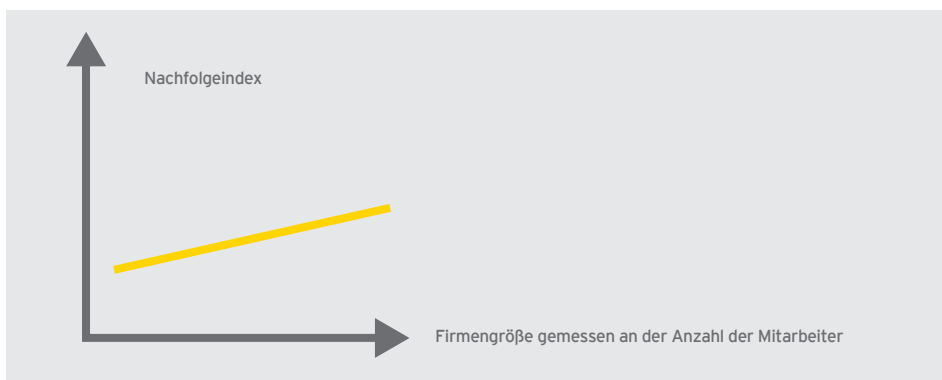 Nachfolgeindex
Firmengröße gemessen an der Anzahl der Mitarbeiter